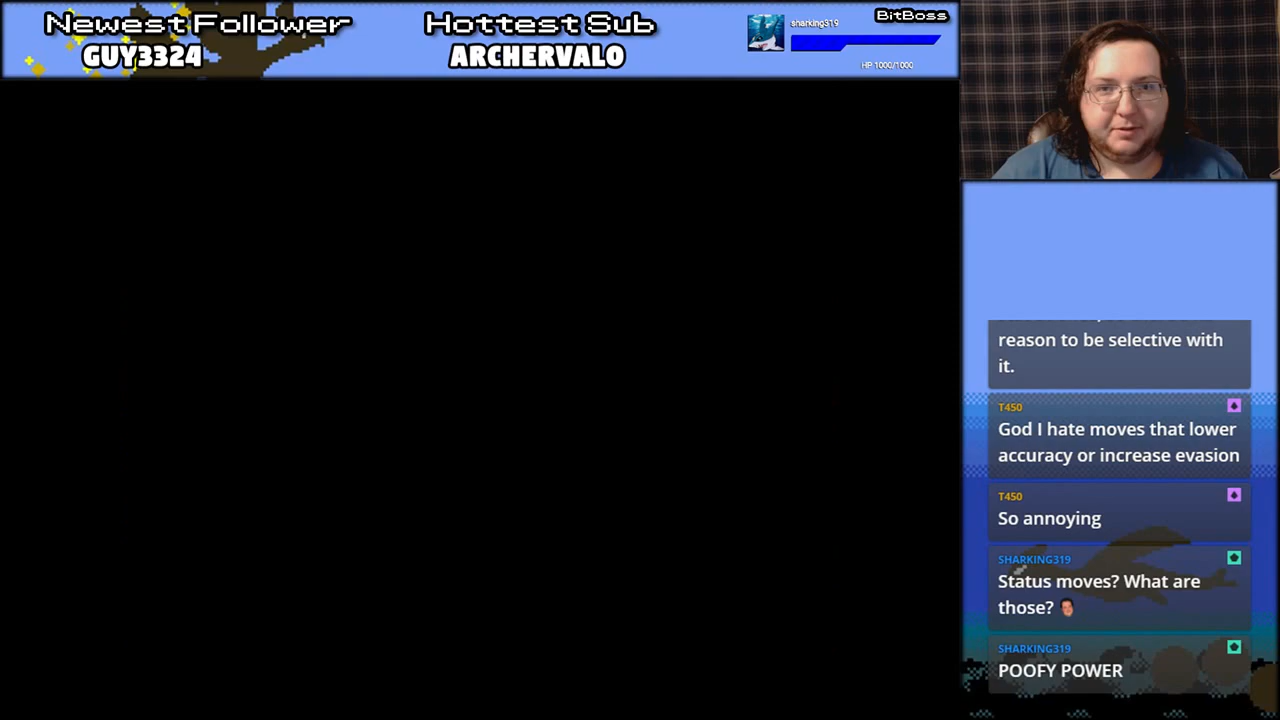 Newest Follower
GUY3324
Hottest Sub
ARCHERVALO
sharking319
BitBoss
HP 1000/1000
reason to be selective with
it.
T450
God I hate moves that lower
accuracy or increase evasion
T450
So annoying
SHARKING319
Status moves? What are
those?
SHARKING319
POOFY POWER